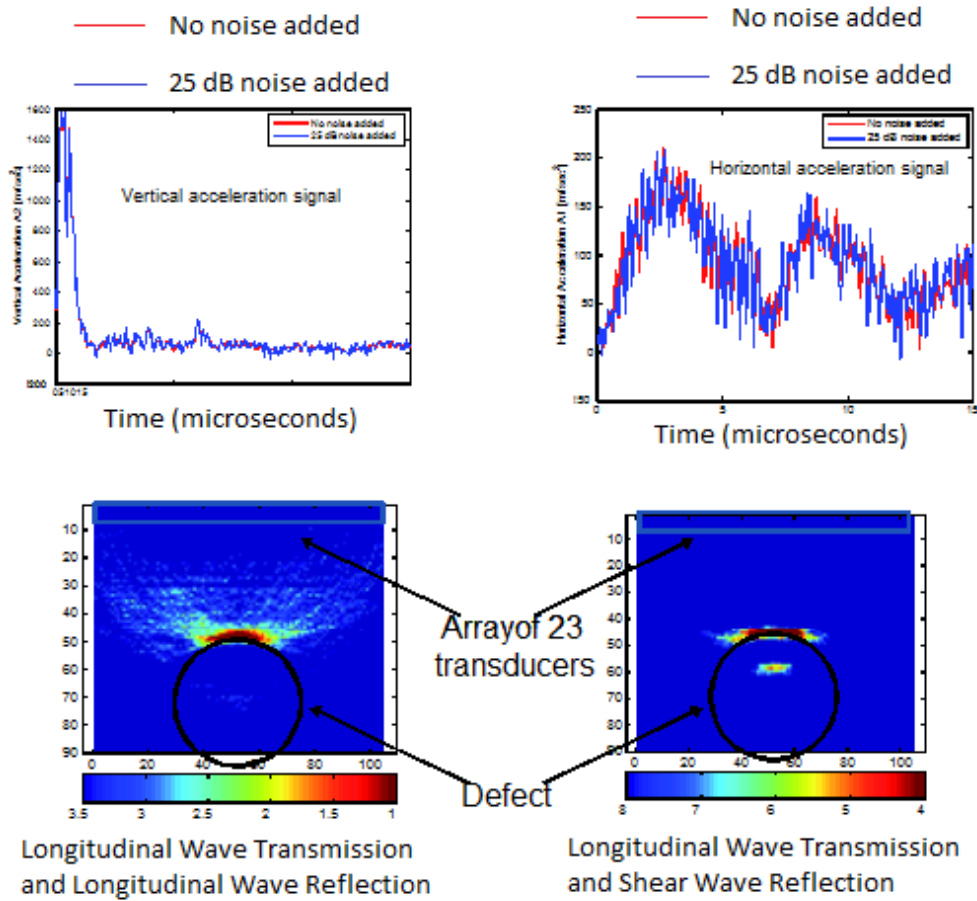 No noise added
25 dB noise added
No noise added
25 dB noise added
1600
1400
1200
1000
800
600
400
200
0
No noise added
25 dB noise added
Vertical acceleration signal
Time (microseconds)
250
200
150
100
50
0
No noise added
25 dB noise added
Horizontal acceleration signal
0 5 10 15
Time (microseconds)
10
20
30
40
50
60
70
80
90
0 20 40 60 80 100
3.5 3 2.5 2 1.5 1
Longitudinal Wave Transmission
and Longitudinal Wave Reflection
Arrayof 23
transducers
Defect
10
20
30
40
50
60
70
80
90
0 20 40 60 80 100
8 7 6 5 4
Longitudinal Wave Transmission
and Shear Wave Reflection